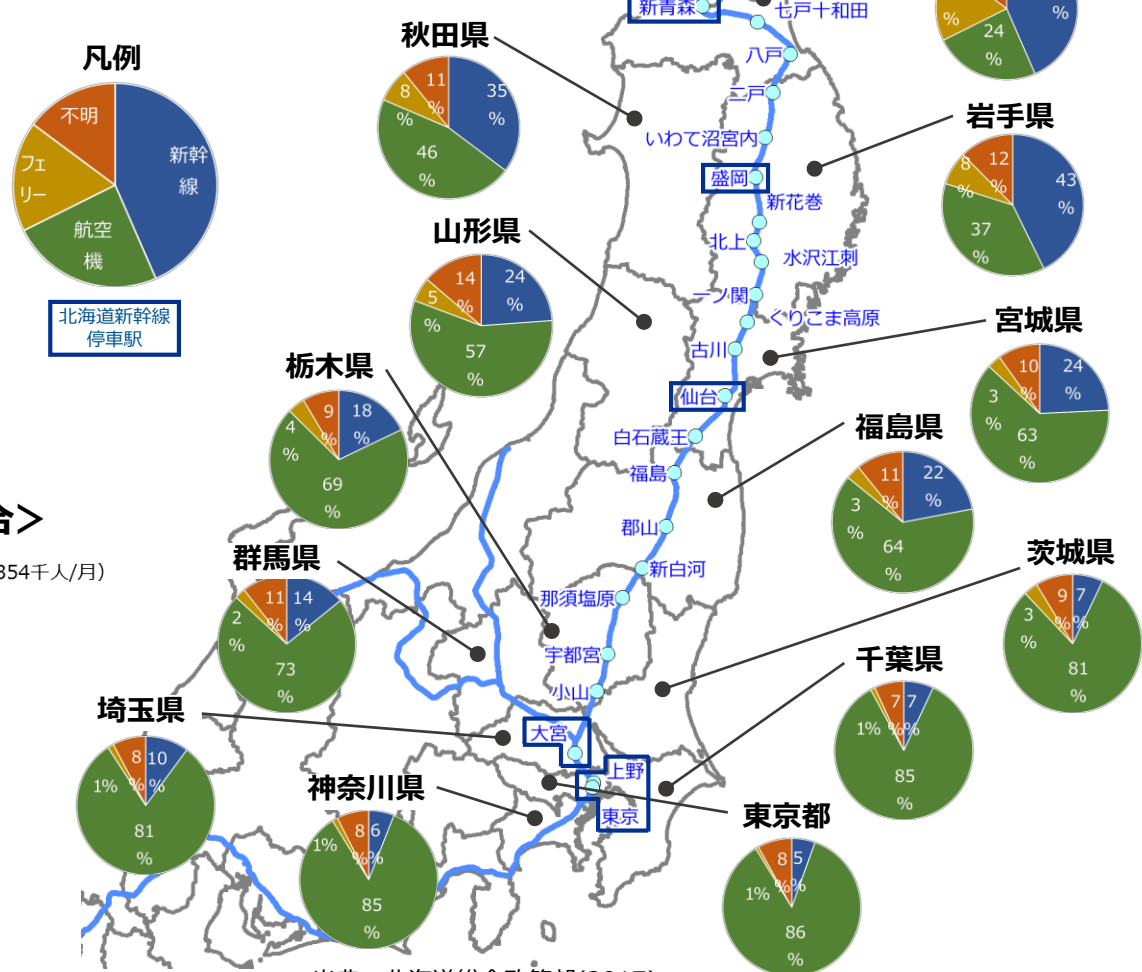 新青森
七戸十和田
八戸
二戸
いわて沼宮内
盛岡
新花巻
北上
水沢江刺
一ノ関
くりこま高原
古川
仙台
白石蔵王
福島
郡山
新白河
那須塩原
宇都宮
小山
大宮
上野
東京
凡例
不明
新幹
線
フェ
リー
航空
機
北海道新幹線
停車駅
%
%
24
%
秋田県
11
%
35
%
8
%
46
%
岩手県
12
%
43
%
8
%
37
%
山形県
14
%
24
%
5
%
57
%
宮城県
10
%
24
%
3
%
63
%
栃木県
9
%
18
%
4
%
69
%
福島県
11
%
22
%
3
%
64
%
合＞
354千人/月）
群馬県
11
%
14
%
2
%
73
%
茨城県
9
%
7
%
3
%
81
%
千葉県
7
%
7
%
1%
85
%
埼玉県
8
%
10
%
1%
81
%
神奈川県
8
%
6
%
1%
85
%
東京都
8
%
5
%
1%
86
%